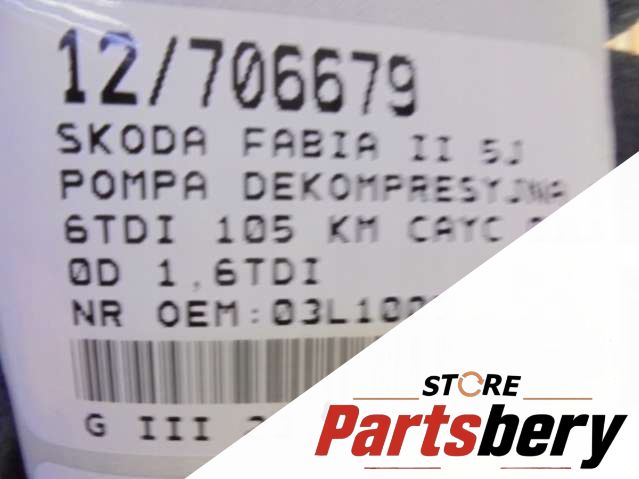 12/706679
SKODA FABIA II 5J
POMPA DEKOMPRESYJNA
6TDI 105 KM CAYC
0D 1,6TDI
NR OEM:03L100
G III
STORE
Partsbery